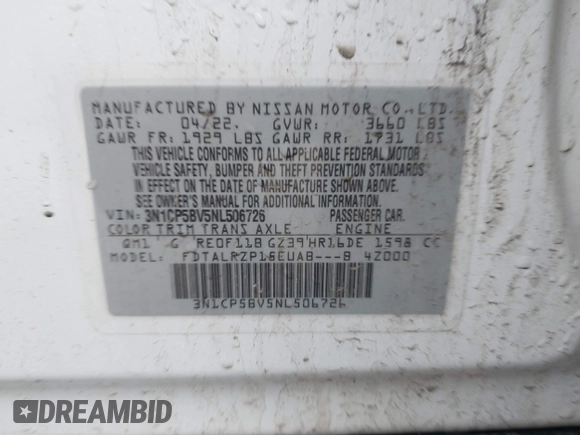 MANUFACTURED BY NISSAN MOTOR CO.,LTD.
DATE: 04/22. GVWR: 3660 LBS
GAWR FR: 1929 LBS GAWR RR: 1731 LBS
THIS VEHICLE CONFORMS TO ALL APPLICABLE FEDERAL MOTOR
VEHICLE SAFETY, BUMPER AND THEFT PREVENTION STANDARDS
IN EFFECT ON THE DATE OF MANUFACTURE SHOWN ABOVE.
SEE OWNER'S MANUAL FOR ADDITIONAL INFORMATION.
VIN: 3N1CP5BV5NL506726 PASSENGER CAR.
COLOR TRIM TRANS AXLE ENGINE
QM1 G RE0F11B GZ39 HR16DE 1598 CC
MODEL: FDTALRZP15EUAB---B 4Z000
3N1CP5BV5NL506726
DREAMBID